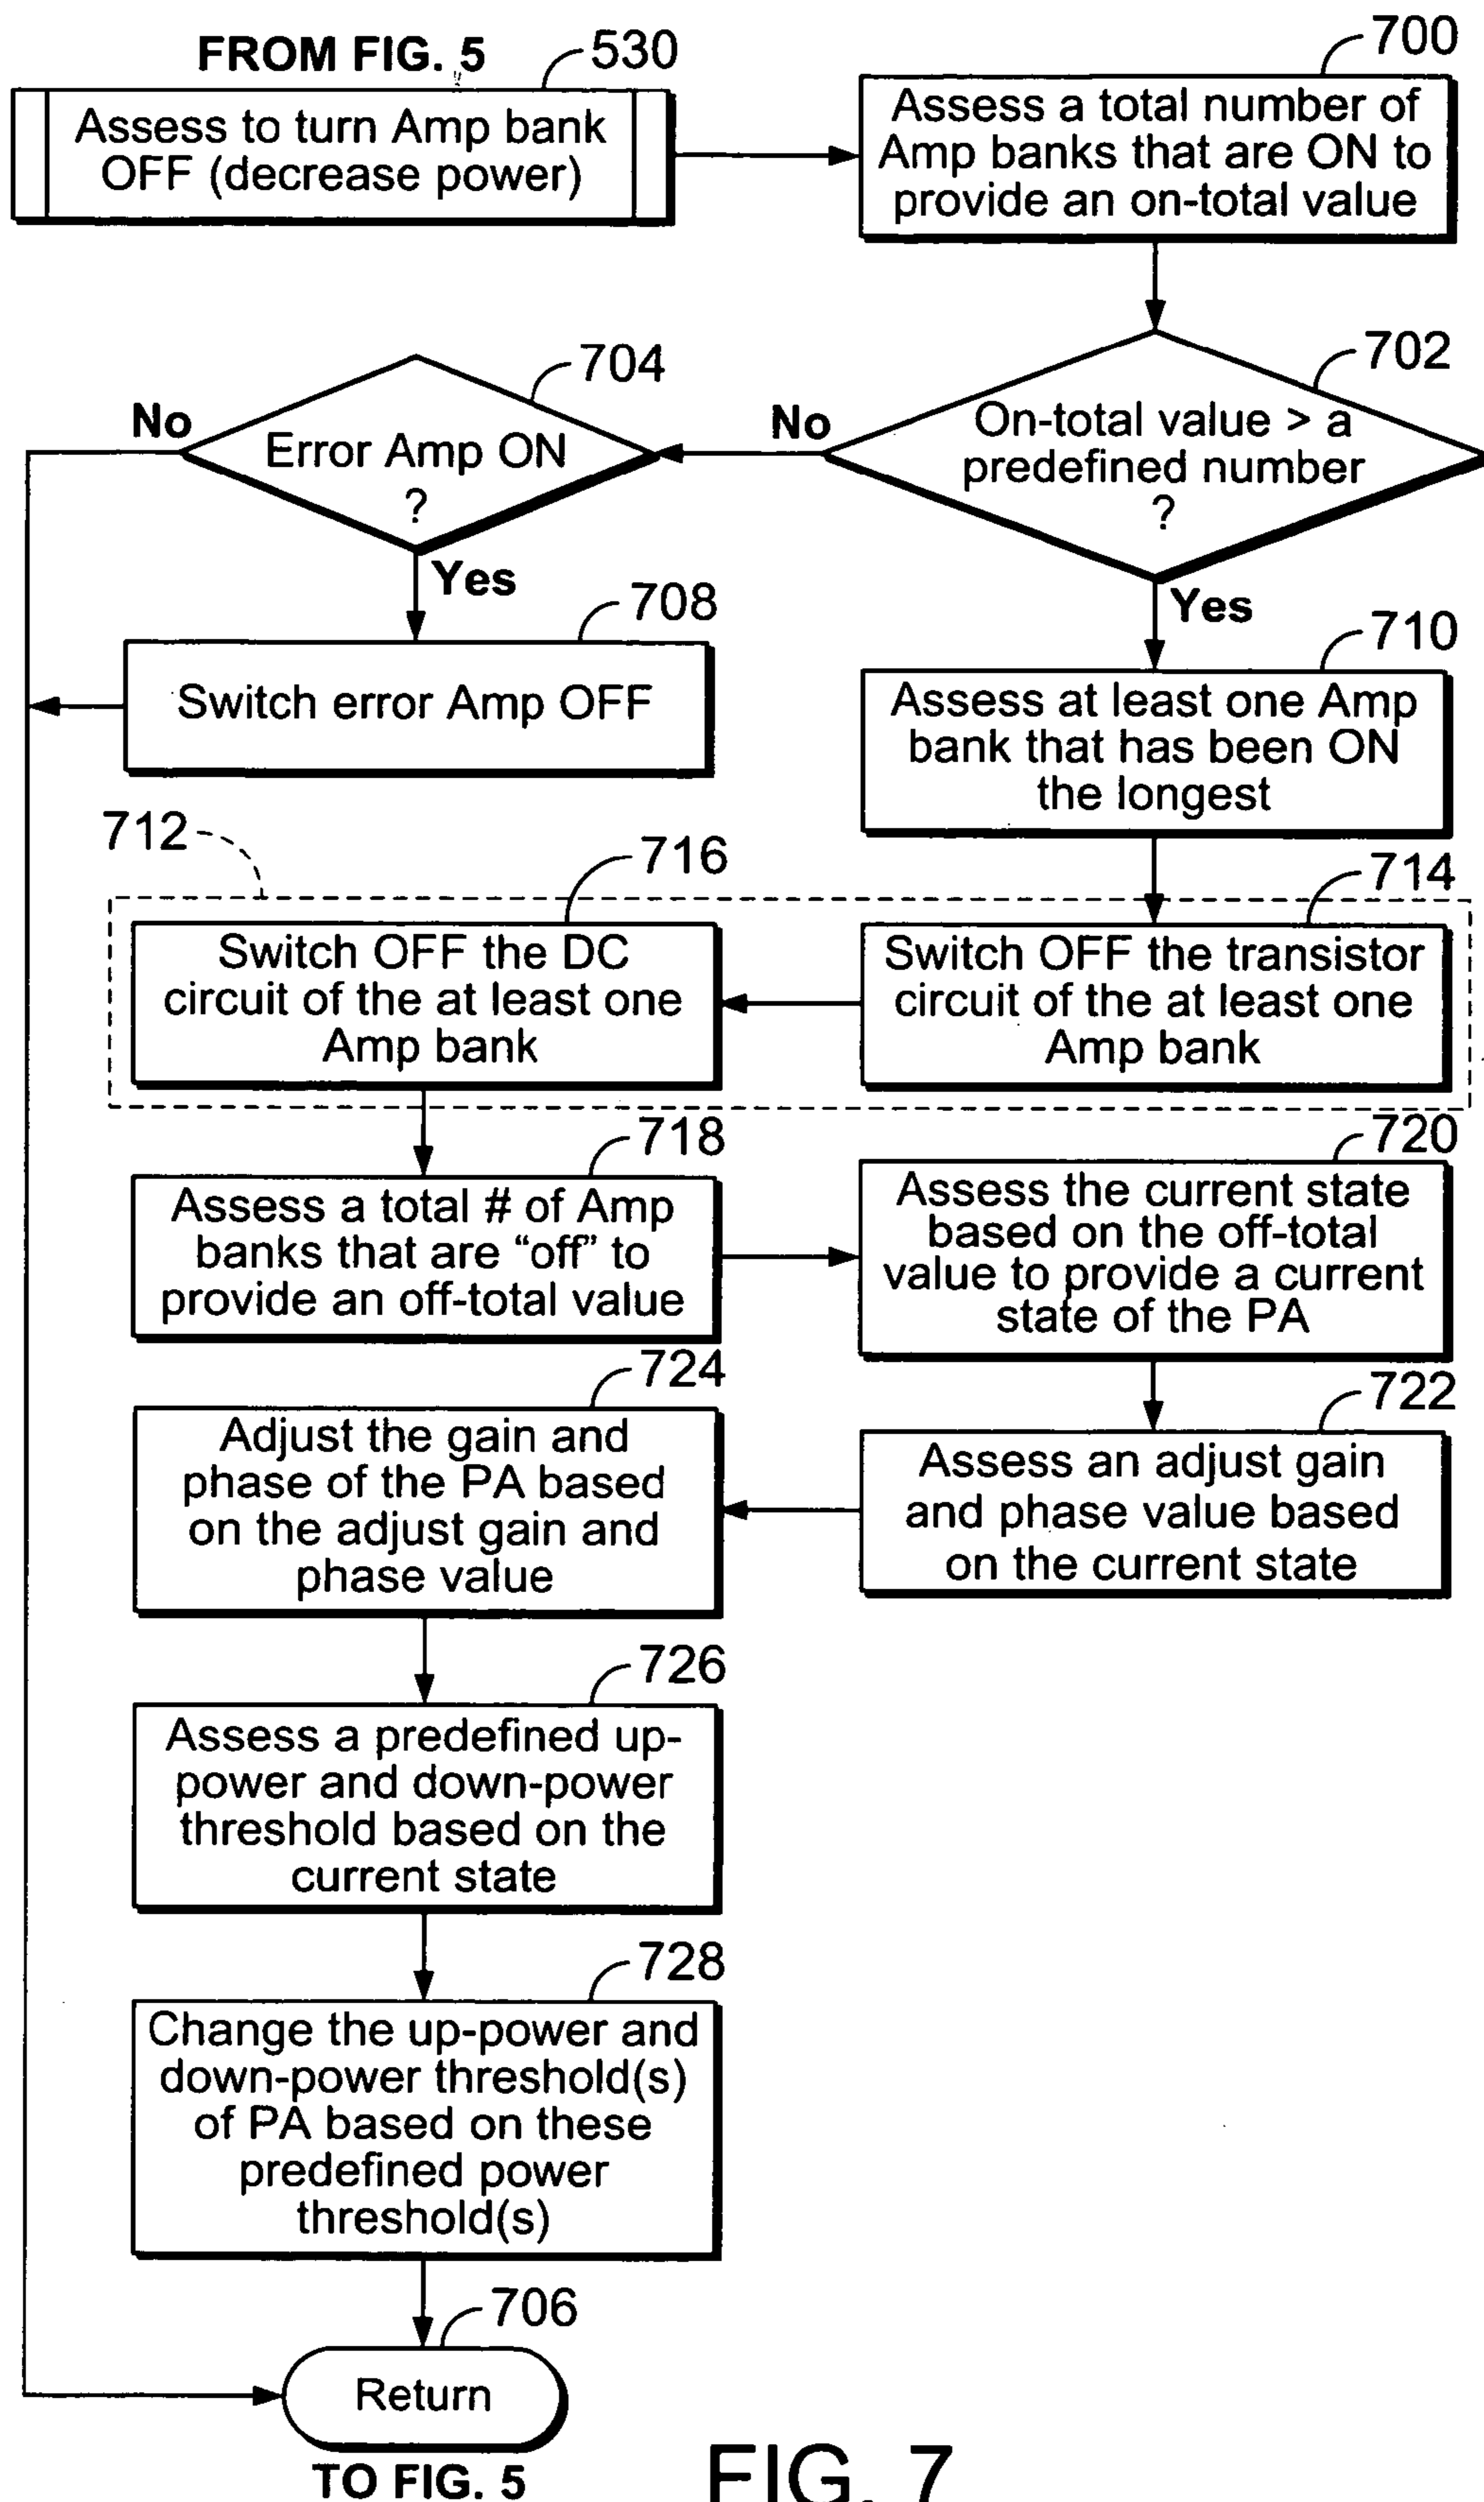 FROM FIG. 5
530
Assess to turn Amp bank
OFF (decrease power)
700
Assess a total number of
Amp banks that are ON to
provide an on-total value
702
On-total value > a
predefined number
?
No
Yes
704
Error Amp ON
?
No
Yes
708
Switch error Amp OFF
710
Assess at least one Amp
bank that has been ON
the longest
712
714
Switch OFF the transistor
circuit of the at least one
Amp bank
716
Switch OFF the DC
circuit of the at least one
Amp bank
718
Assess a total # of Amp
banks that are “off” to
provide an off-total value
720
Assess the current state
based on the off-total
value to provide a current
state of the PA
722
Assess an adjust gain
and phase value based
on the current state
724
Adjust the gain and
phase of the PA based
on the adjust gain and
phase value
726
Assess a predefined up-
power and down-power
threshold based on the
current state
728
Change the up-power and
down-power threshold(s)
of PA based on these
predefined power
threshold(s)
706
Return
TO FIG. 5
FIG. 7